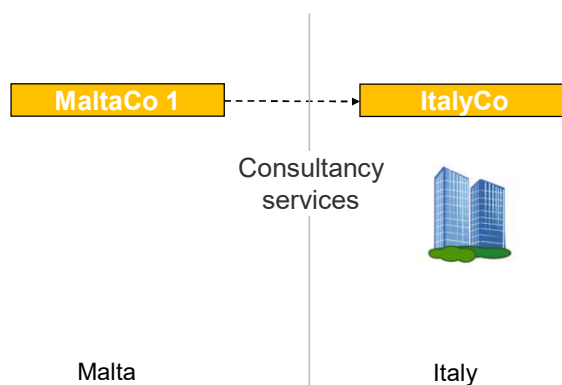 MaltaCo 1
ItalyCo
Consultancy
services
Malta
Italy